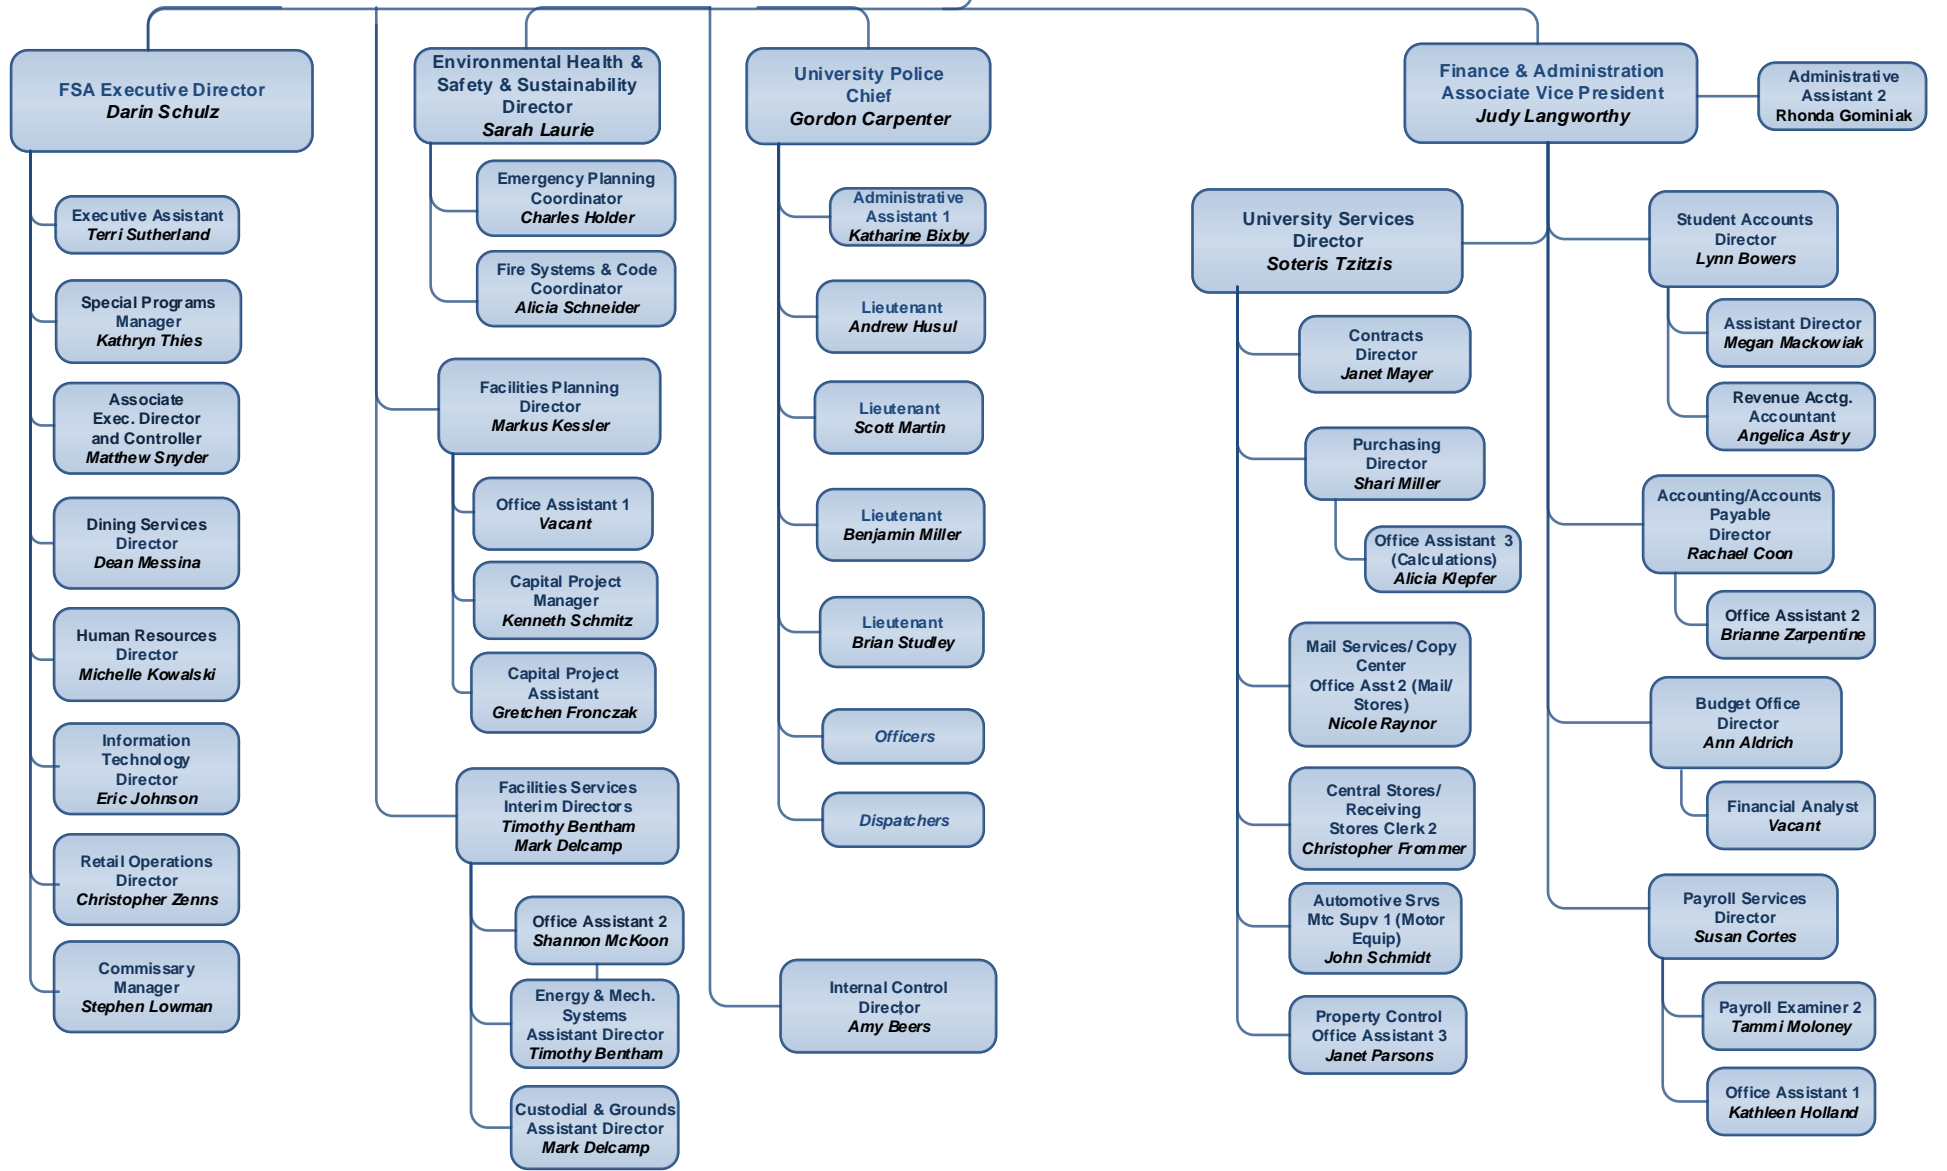 FSA Executive Director
Darin Schulz
Executive Assistant
Terri Sutherland
Special Programs
Manager
Kathryn Thies
Associate
Exec. Director
and Controller
Matthew Snyder
Dining Services
Director
Dean Messina
Human Resources
Director
Michelle Kowalski
Information
Technology
Director
Eric Johnson
Retail Operations
Director
Christopher Zenns
Commissary
Manager
Stephen Lowman
Environmental Health &
Safety & Sustainability
Director
Sarah Laurie
Emergency Planning
Coordinator
Charles Holder
Fire Systems & Code
Coordinator
Alicia Schneider
Facilities Planning
Director
Markus Kessler
Office Assistant 1
Vacant
Capital Project
Manager
Kenneth Schmitz
Capital Project
Assistant
Gretchen Fronczak
Facilities Services
Interim Directors
Timothy Bentham
Mark Delcamp
Office Assistant 2
Shannon McKoon
Energy & Mech.
Systems
Assistant Director
Timothy Bentham
Custodial & Grounds
Assistant Director
Mark Delcamp
University Police
Chief
Gordon Carpenter
Administrative
Assistant 1
Katharine Bixby
Lieutenant
Andrew Husul
Lieutenant
Scott Martin
Lieutenant
Benjamin Miller
Lieutenant
Brian Studley
Officers
Dispatchers
Internal Control
Director
Amy Beers
Finance & Administration
Associate Vice President
Judy Langworthy
Administrative
Assistant 2
Rhonda Gominiak
University Services
Director
Soteris Tzitzis
Contracts
Director
Janet Mayer
Purchasing
Director
Shari Miller
Office Assistant 3
(Calculations)
Alicia Klepfer
Mail Services/ Copy
Center
Office Asst 2 (Mail/
Stores)
Nicole Raynor
Central Stores/
Receiving
Stores Clerk 2
Christopher Frommer
Automotive Srvs
Mtc Supv 1 (Motor
Equip)
John Schmidt
Property Control
Office Assistant 3
Janet Parsons
Student Accounts
Director
Lynn Bowers
Assistant Director
Megan Mackowiak
Revenue Acctg.
Accountant
Angelica Astry
Accounting/Accounts
Payable
Director
Rachael Coon
Office Assistant 2
Brianne Zarpentine
Budget Office
Director
Ann Aldrich
Financial Analyst
Vacant
Payroll Services
Director
Susan Cortes
Payroll Examiner 2
Tammi Moloney
Office Assistant 1
Kathleen Holland